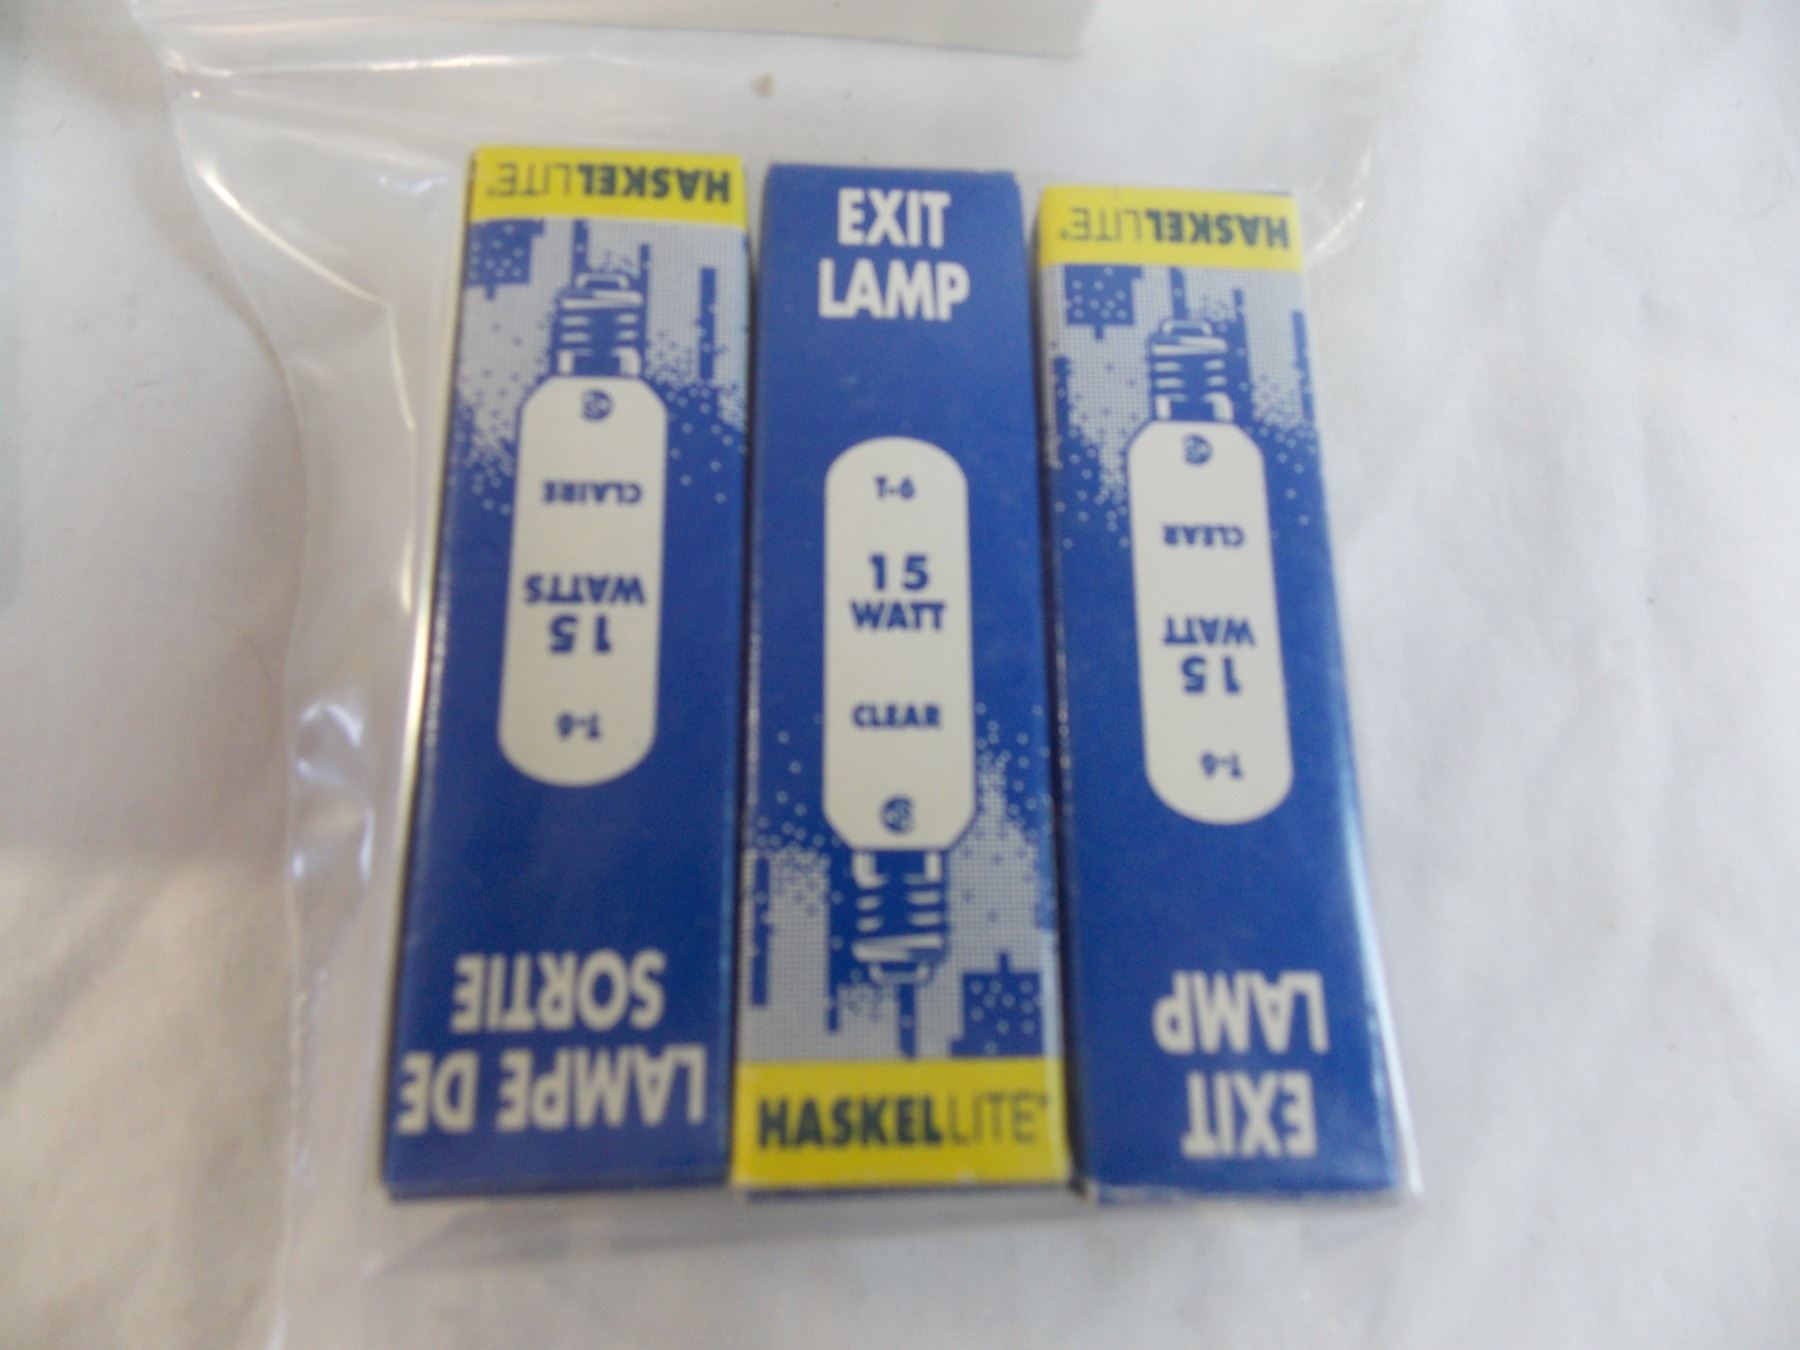 HASKELLITE®
CLAIRE
15
WATTS
T-6
LAMPE DE
SORTIE
EXIT
LAMP
T-6
15
WATT
CLEAR
HASKELLITE®
HASKELLITE®
CLEAR
15
WATT
T-6
EXIT
LAMP